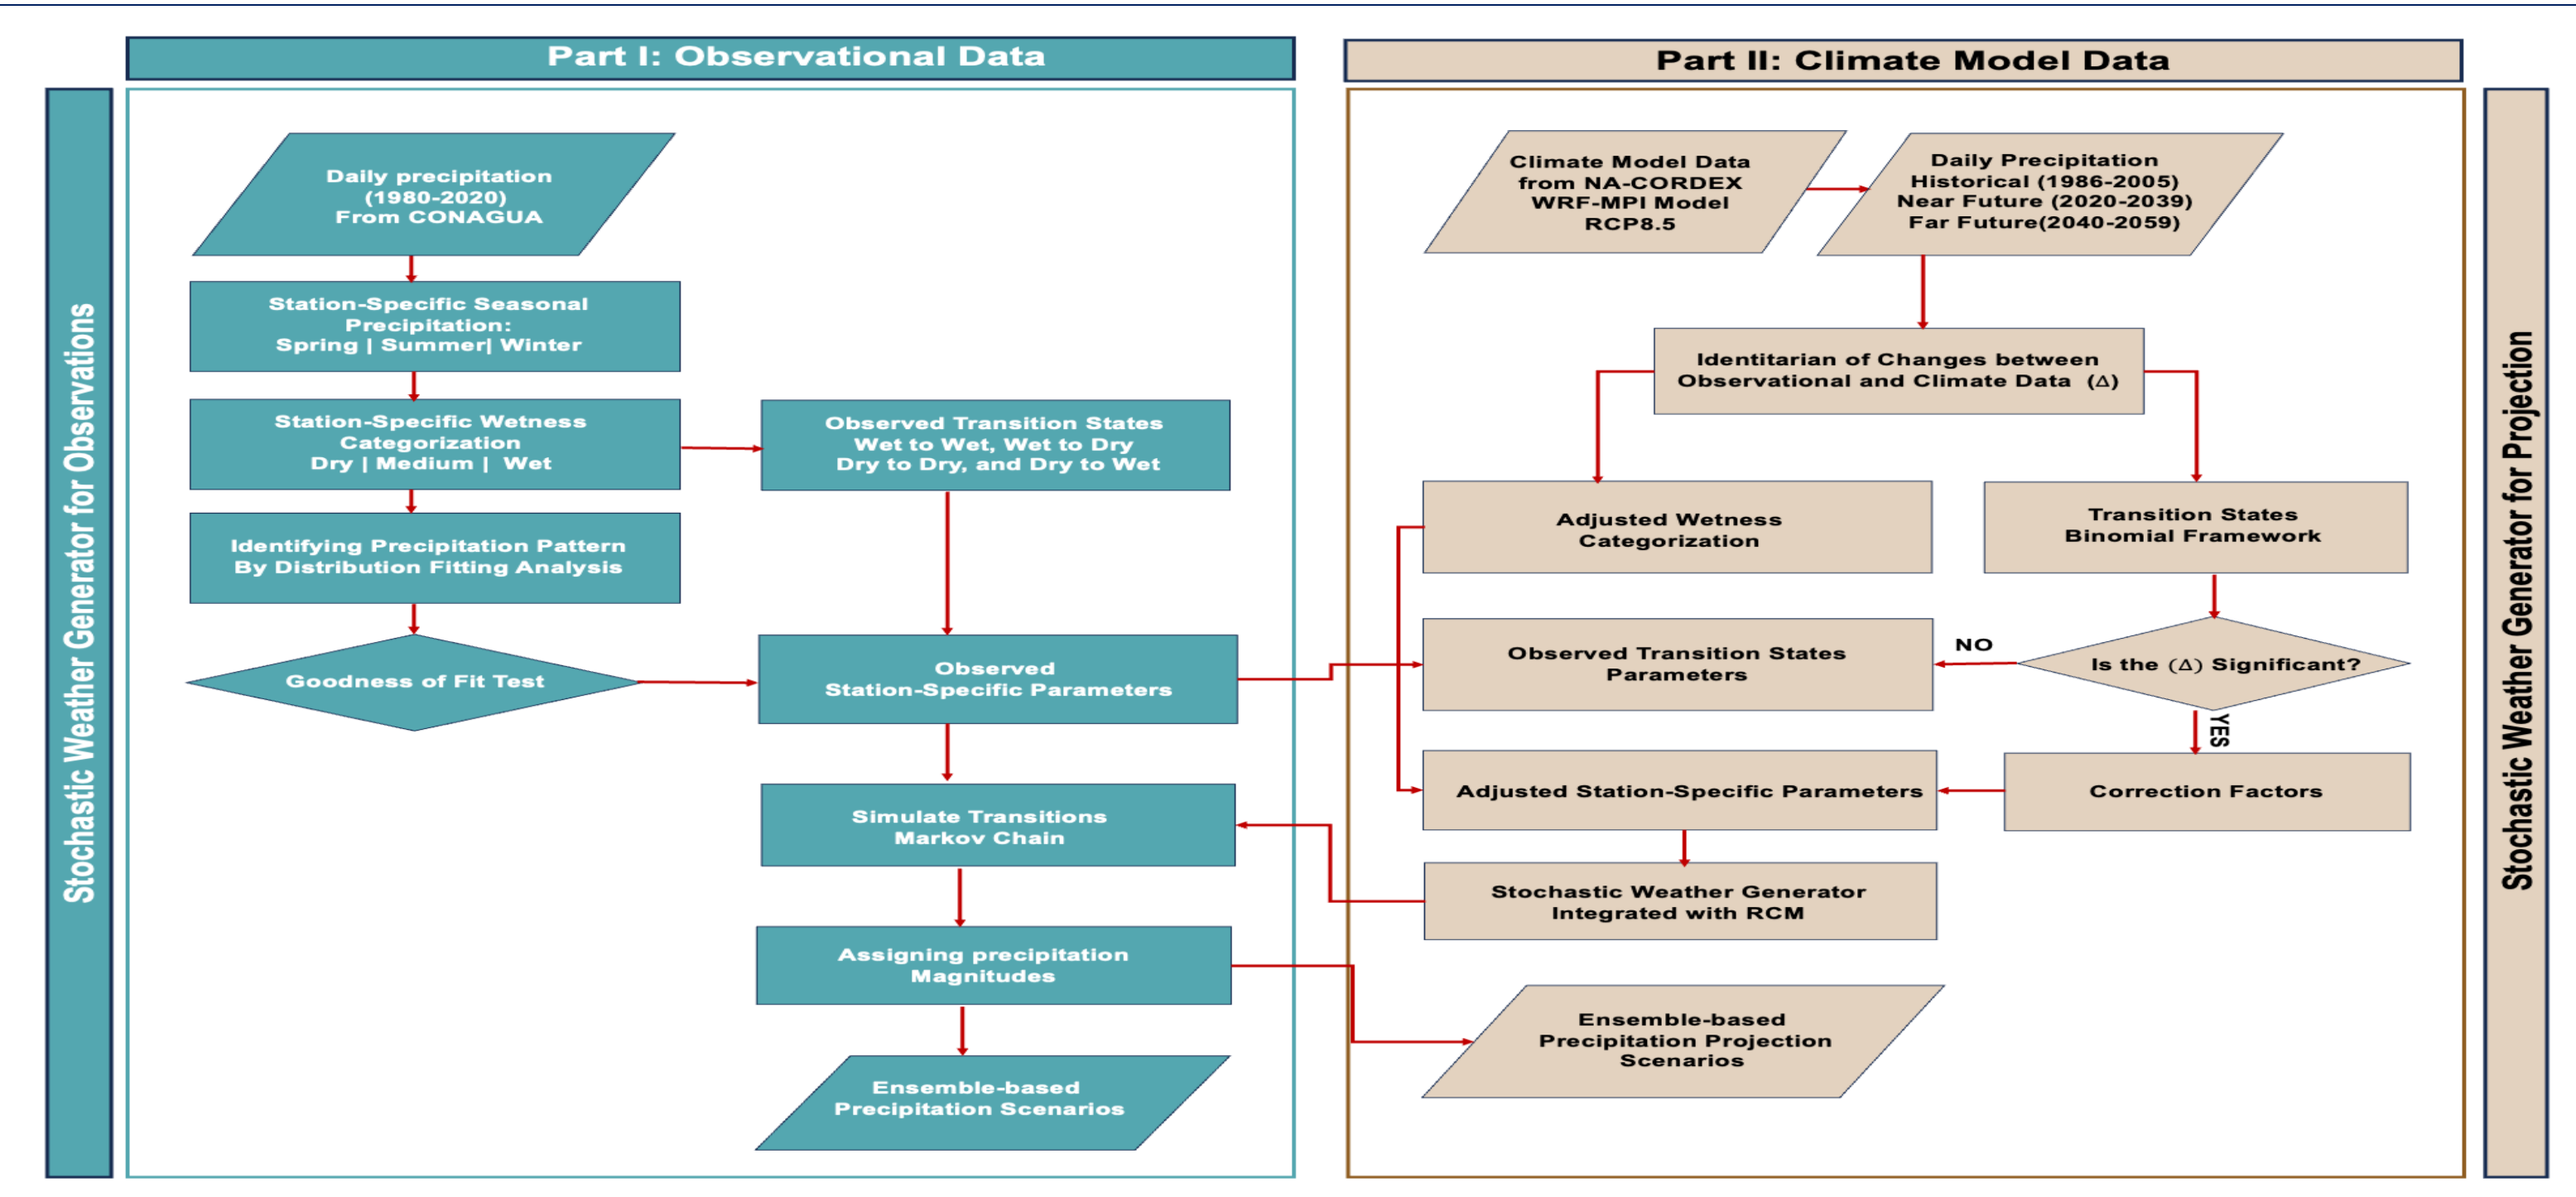 Part I: Observational Data
Stochastic Weather Generator for Observations
Daily precipitation
(1980-2020)
From CONAGUA
Station-Specific Seasonal
Precipitation:
Spring | Summer| Winter
Station-Specific Wetness
Categorization
Dry | Medium | Wet
Observed Transition States
Wet to Wet, Wet to Dry
Dry to Dry, and Dry to Wet
Identifying Precipitation Pattern
By Distribution Fitting Analysis
Goodness of Fit Test
Observed
Station-Specific Parameters
Simulate Transitions
Markov Chain
Assigning precipitation
Magnitudes
Ensemble-based
Precipitation Scenarios
Part II: Climate Model Data
Climate Model Data
from NA-CORDEX
WRF-MPI Model
RCP8.5
Daily Precipitation
Historical (1986-2005)
Near Future (2020-2039)
Far Future(2040-2059)
Identitarian of Changes between
Observational and Climate Data (Δ)
Adjusted Wetness
Categorization
Transition States
Binomial Framework
Observed Transition States
Parameters
NO
Is the (Δ) Significant?
YES
Adjusted Station-Specific Parameters
Correction Factors
Stochastic Weather Generator
Integrated with RCM
Ensemble-based
Precipitation Projection
Scenarios
Stochastic Weather Generator for Projection